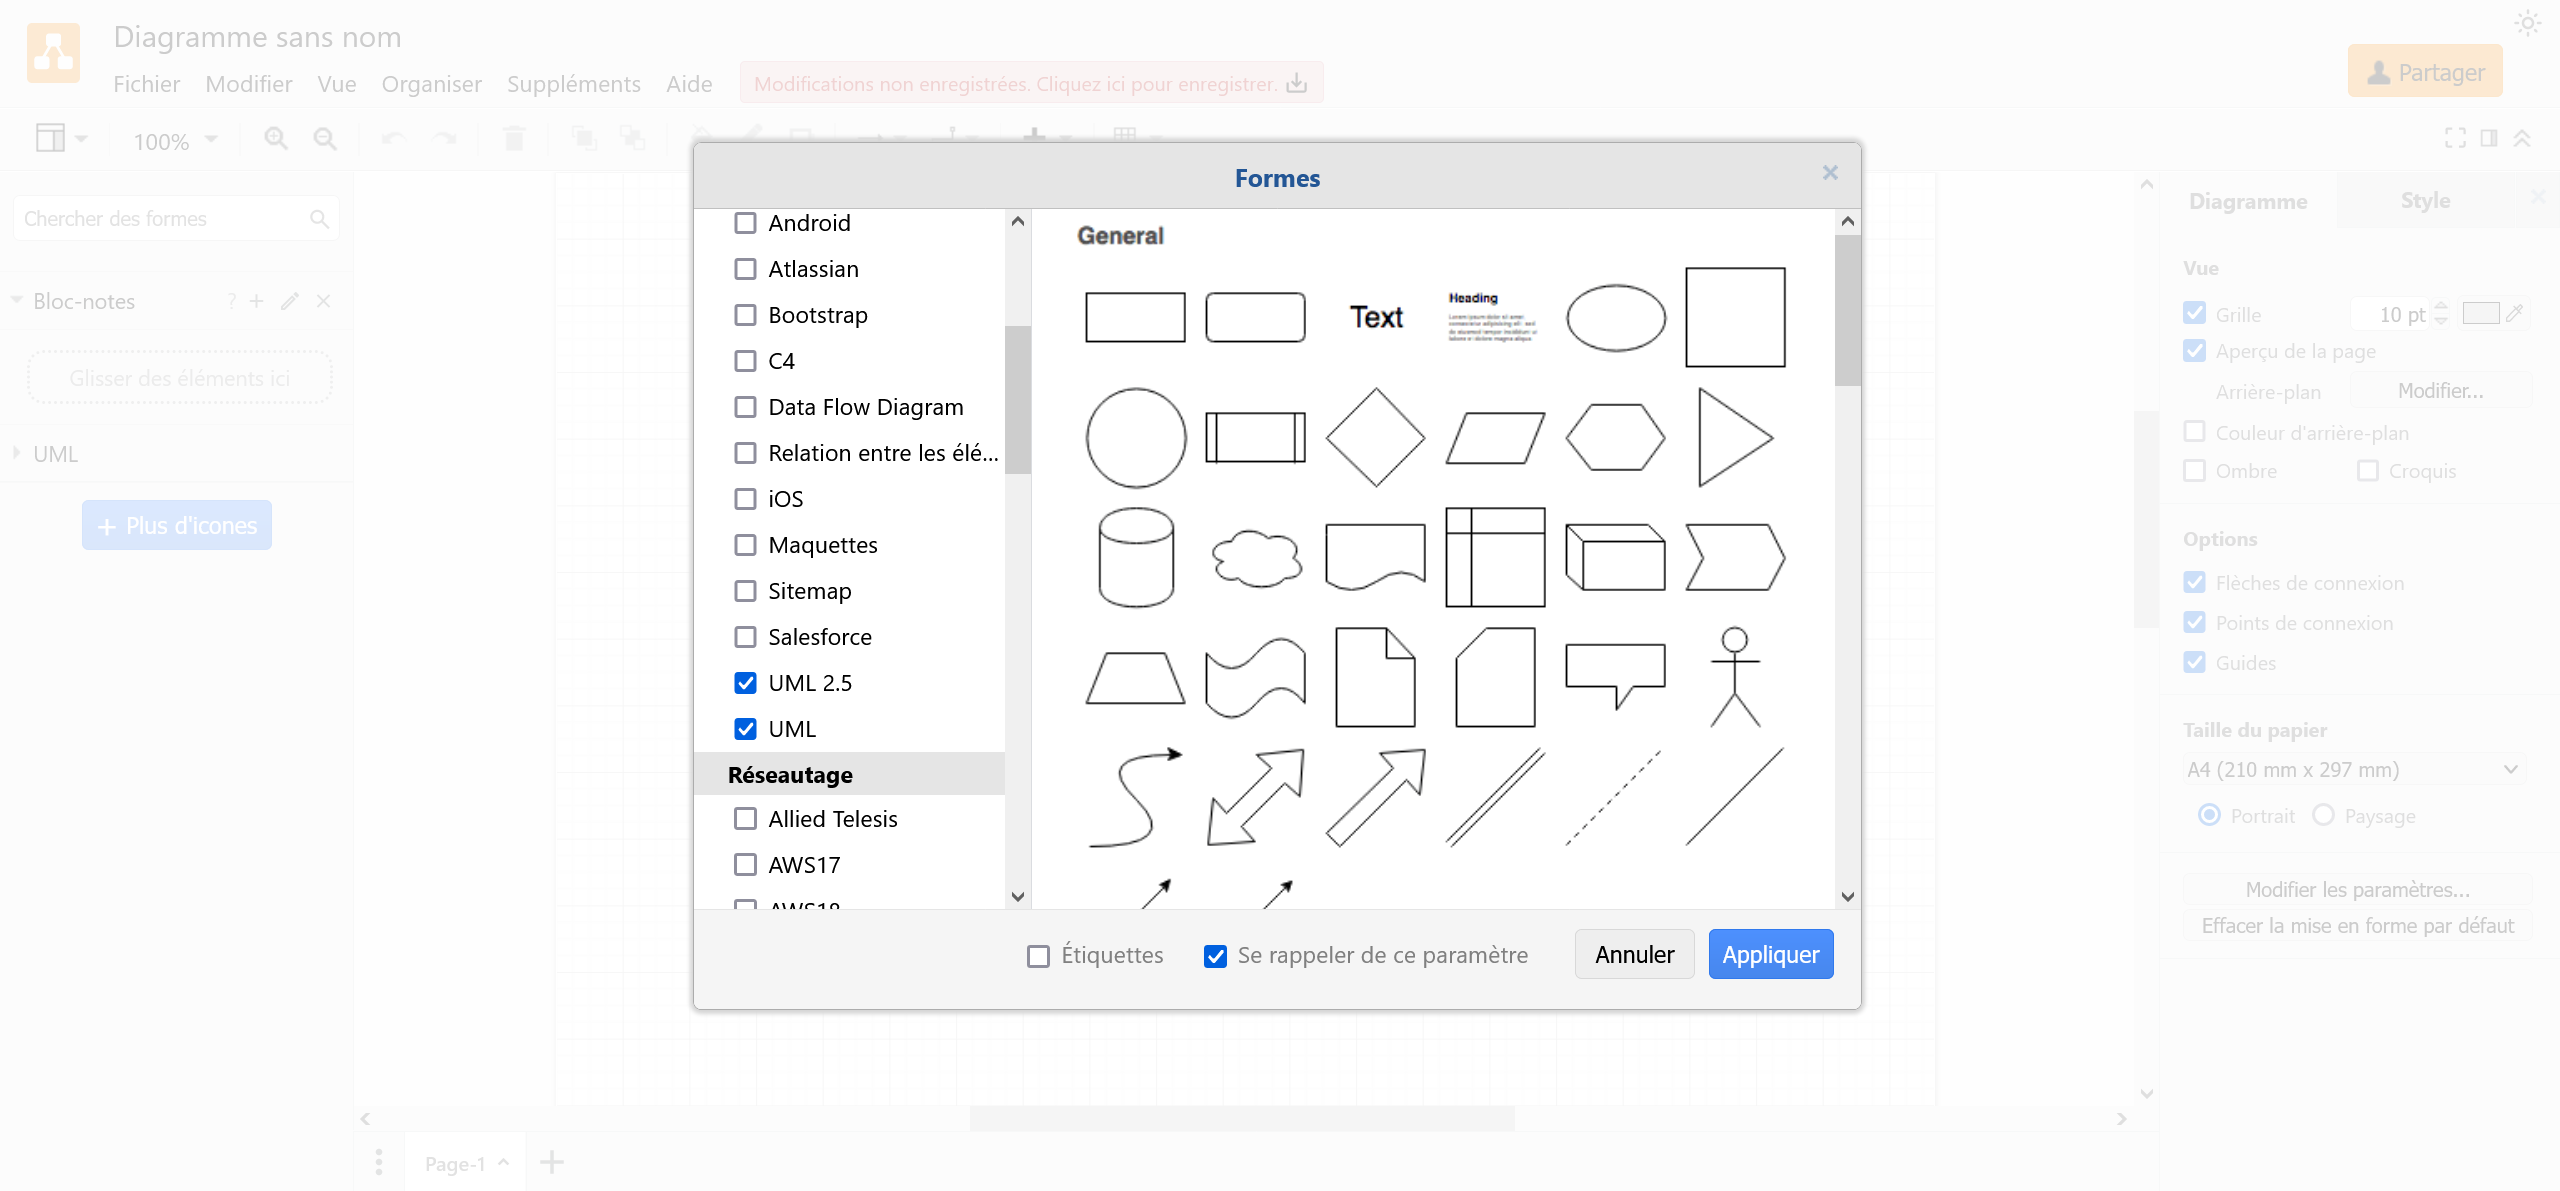 Diagramme sans nom
Fichier Modifier Vue Organiser Suppléments Aide
Modifications non enregistrées. Cliquez ici pour enregistrer.
Partager
100%
Chercher des formes
Bloc-notes
?
Glisser des éléments ici
UML
+ Plus d'icones
Formes
Android
Atlassian
Bootstrap
C4
Data Flow Diagram
Relation entre les élé...
iOS
Maquettes
Sitemap
Salesforce
UML 2.5
UML
Réseautage
Allied Telesis
AWS17
AWS18
General
Text
Heading
Étiquettes
Se rappeler de ce paramètre
Annuler
Appliquer
Diagramme
Style
Vue
Grille
10 pt
Aperçu de la page
Arrière-plan
Modifier...
Couleur d'arrière-plan
Ombre
Croquis
Options
Flèches de connexion
Points de connexion
Guides
Taille du papier
A4 (210 mm x 297 mm)
Portrait
Paysage
Modifier les paramètres...
Effacer la mise en forme par défaut
Page-1